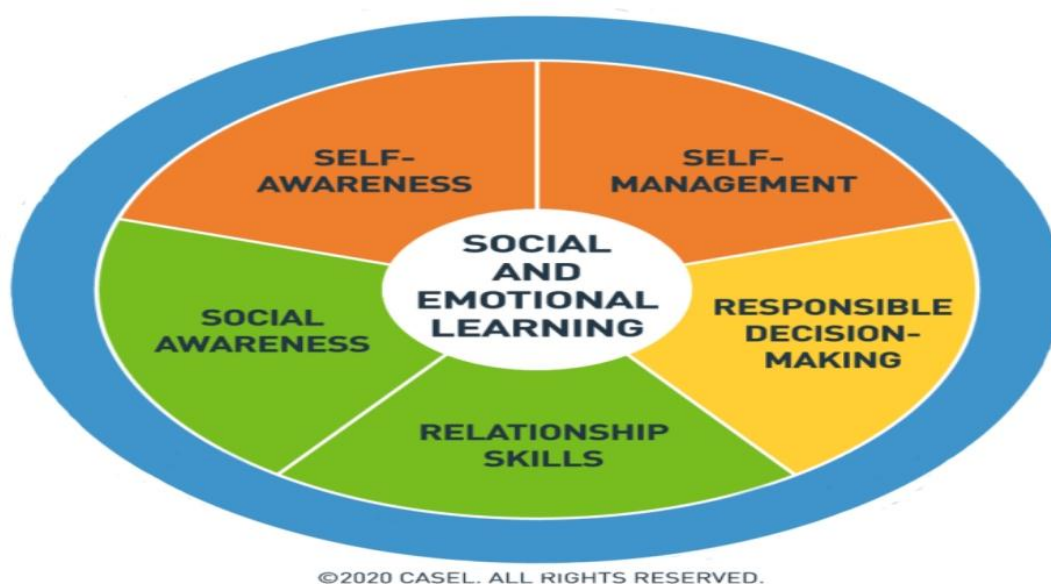 SELF-
AWARENESS
SELF-
MANAGEMENT
SOCIAL
AND
EMOTIONAL
LEARNING
SOCIAL
AWARENESS
RESPONSIBLE
DECISION-
MAKING
RELATIONSHIP
SKILLS
©2020 CASEL. ALL RIGHTS RESERVED.